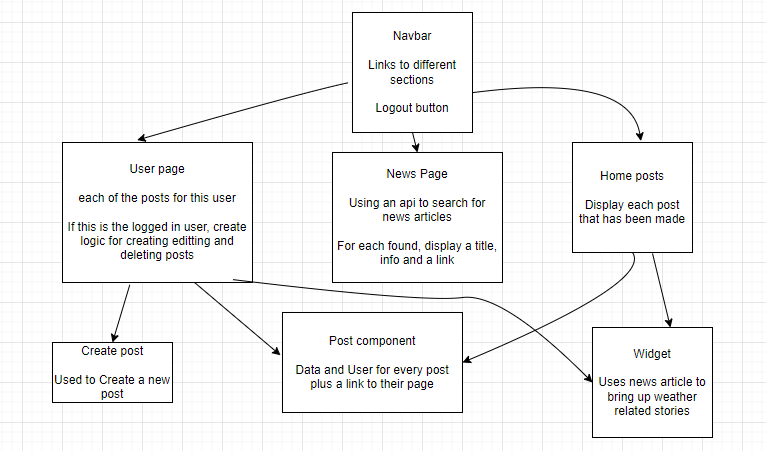 Navbar
Links to different
sections
Logout button
User page
each of the posts for this user
If this is the logged in user, create
logic for creating editting and
deleting posts
News Page
Using an api to search for
news articles
For each found, display a title,
info and a link
Home posts
Display each post
that has been made
Create post
Used to Create a new
post
Post component
Data and User for every post
plus a link to their page
Widget
Uses news article to
bring up weather
related stories